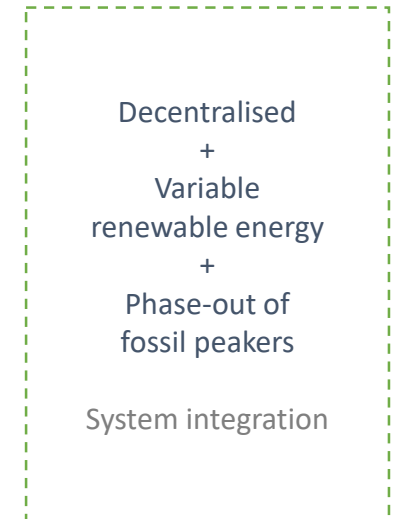 Decentralised
+
Variable
renewable energy
+
Phase-out of
fossil peakers
System integration